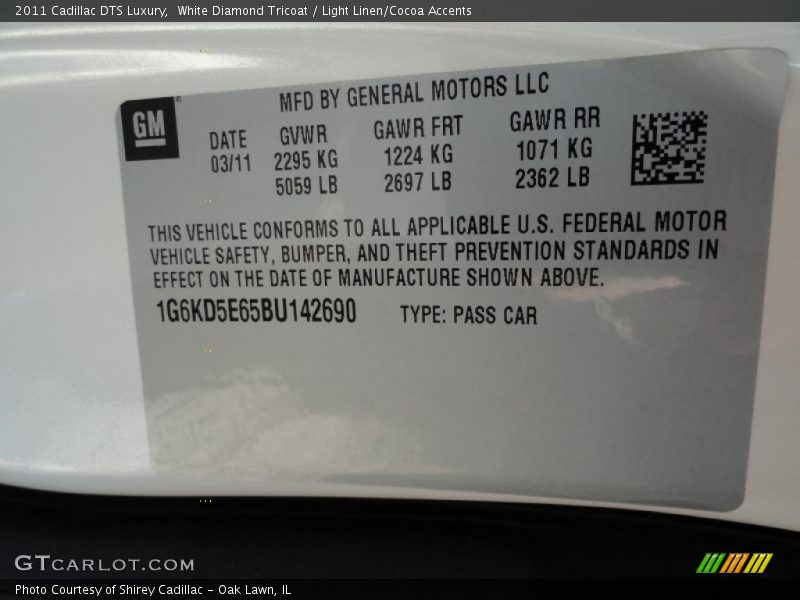 2011 Cadillac DTS Luxury, White Diamond Tricoat / Light Linen/Cocoa Accents
GM
MFD BY GENERAL MOTORS LLC
DATE GVWR GAWR FRT GAWR RR
03/11 2295 KG 1224 KG 1071 KG
5059 LB 2697 LB 2362 LB
THIS VEHICLE CONFORMS TO ALL APPLICABLE U.S. FEDERAL MOTOR
VEHICLE SAFETY, BUMPER, AND THEFT PREVENTION STANDARDS IN
EFFECT ON THE DATE OF MANUFACTURE SHOWN ABOVE.
1G6KD5E65BU142690 TYPE: PASS CAR
GTCARLOT.COM
Photo Courtesy of Shirey Cadillac - Oak Lawn, IL